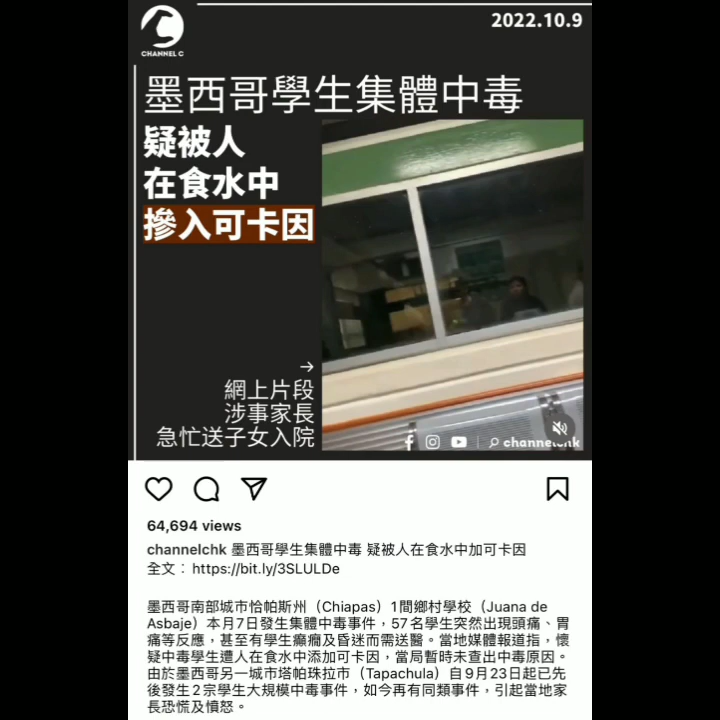 2022.10.9
CHANNEL C
墨西哥學生集體中毒
疑被人
在食水中
摻入可卡因
→
網上片段
涉事家長
急忙送子女入院
channelchk
64,694 views
channelchk 墨西哥學生集體中毒 疑被人在食水中加可卡因
全文：https://bit.ly/3SLULDe
墨西哥南部城市恰帕斯州（Chiapas）1間鄉村學校（Juana de
Asbaje）本月7日發生集體中毒事件，57名學生突然出現頭痛、胃
痛等反應，甚至有學生癲癇及昏迷而需送醫。當地媒體報道指，懷
疑中毒學生遭人在食水中添加可卡因，當局暫時未查出中毒原因。
由於墨西哥另一城市塔帕珠拉市（Tapachula）自9月23日起已先
後發生2宗學生大規模中毒事件，如今再有同類事件，引起當地家
長恐慌及憤怒。